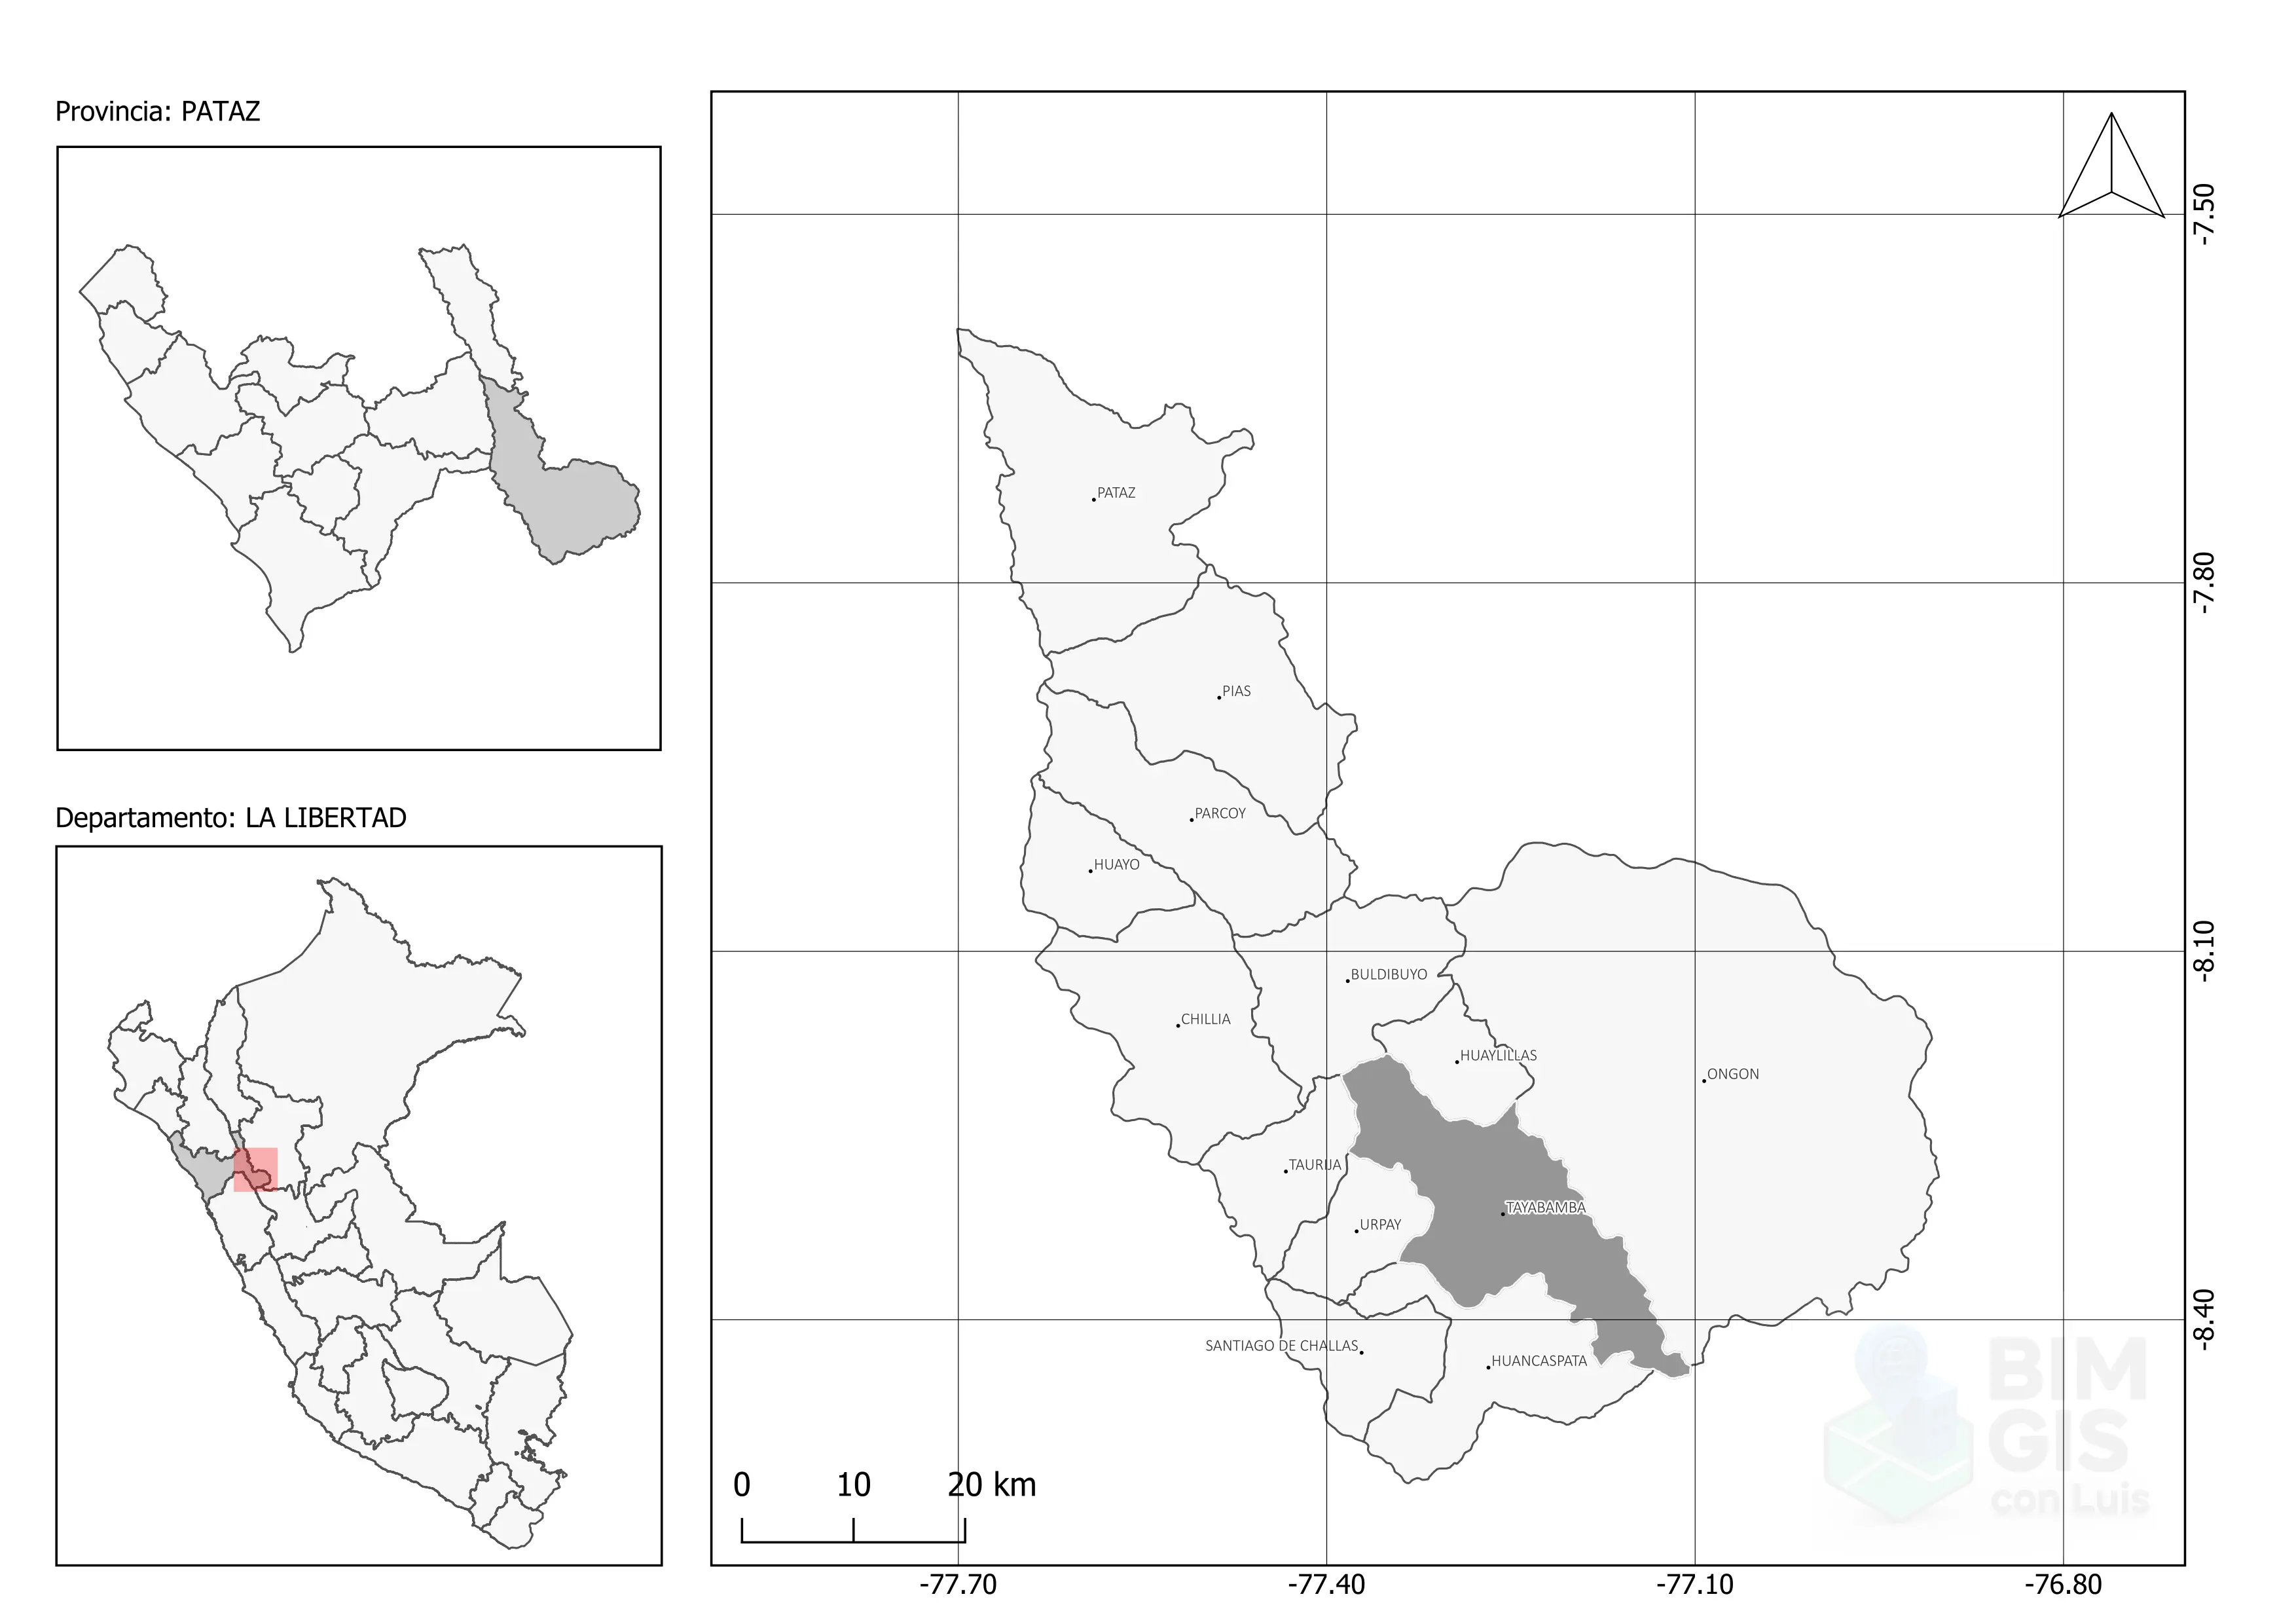 Provincia: PATAZ
Departamento: LA LIBERTAD
-7.50
-7.80
-8.10
-8.40
PATAZ
PIAS
PARCOY
HUAYO
BULDIBUYO
CHILLIA
HUAYLILLAS
ONGON
TAURIJA
TAYABAMBA
URPAY
SANTIAGO DE CHALLAS
HUANCASPATA
BIM
GIS
con Luis
0 10 20 km
-77.70 -77.40 -77.10 -76.80